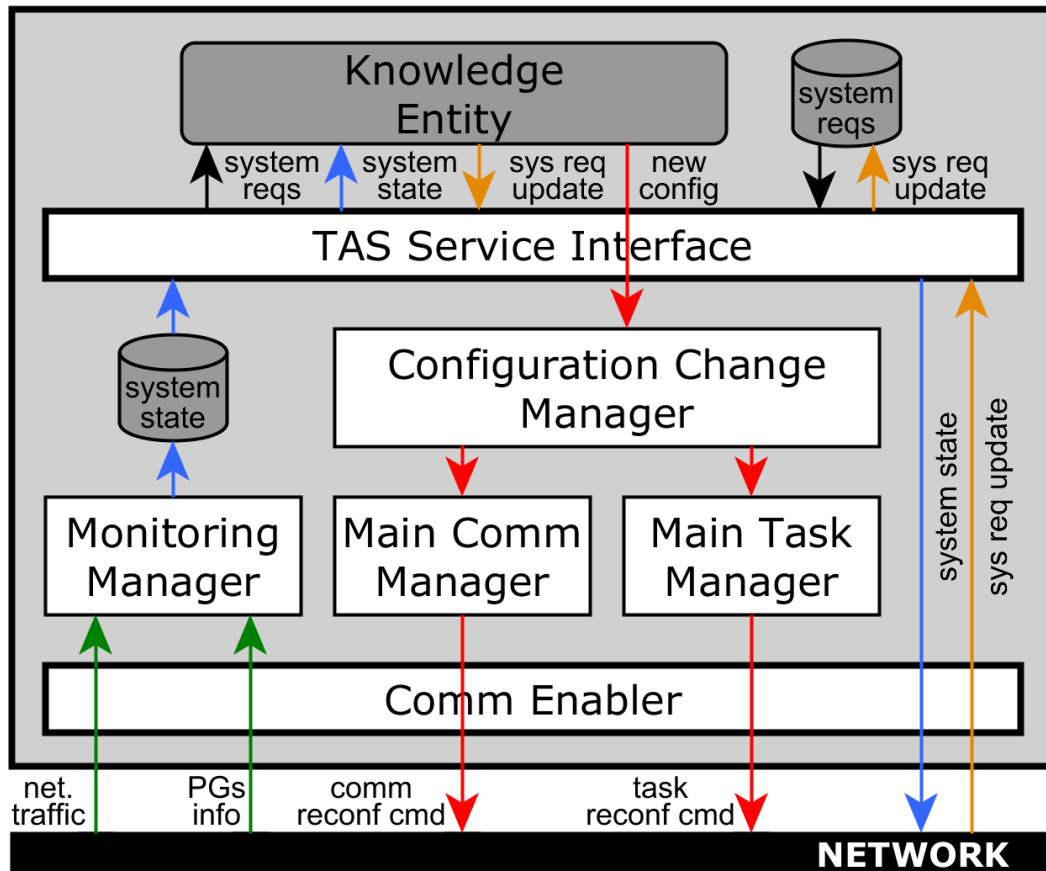 Knowledge
Entity
system
reqs
system
reqs
system
state
sys req
update
new
config
sys req
update
TAS Service Interface
system
state
Configuration Change
Manager
Monitoring
Manager
Main Comm
Manager
Main Task
Manager
system state
sys req update
Comm Enabler
net.
traffic
PGs
info
comm
reconf cmd
task
reconf cmd
NETWORK